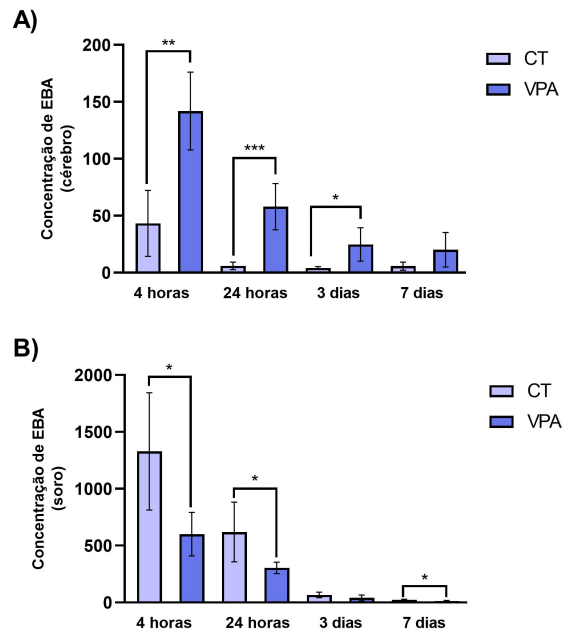 A)
Concentração de EBA
(cérebro)
200
150
100
50
0
**
***
*
4 horas
24 horas
3 dias
7 dias
CT
VPA
B)
Concentração de EBA
(soro)
2000
1500
1000
500
0
*
*
*
4 horas
24 horas
3 dias
7 dias
CT
VPA